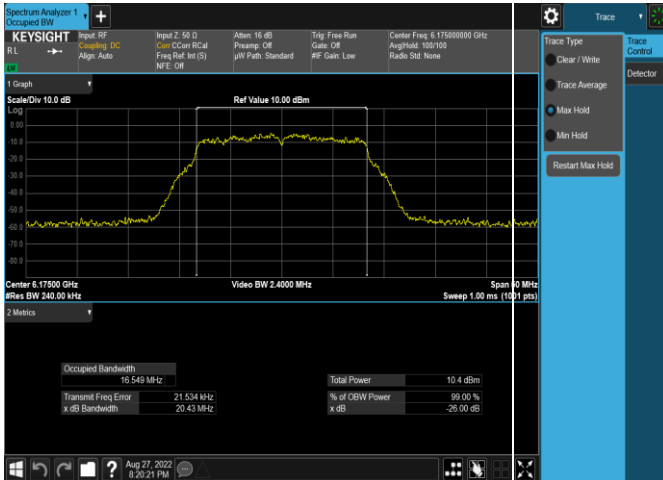 Spectrum Analyzer 1
Occupied BW
Trace
KEYSIGHT
RL
Input: RF
Coupling: DC
Align: Auto
Input Z: 50 Ω
Corr CCorr RCal
Freq Ref: Int (S)
NFE: Off
Atten: 16 dB
Preamp: Off
µW Path: Standard
Trig: Free Run
Gate: Off
#IF Gain: Low
Center Freq: 6.175000000 GHz
Avg|Hold: 100/100
Radio Std: None
Trace Type
Clear / Write
Trace Average
Max Hold
Min Hold
Restart Max Hold
Trace
Control
Detector
1 Graph
Scale/Div 10.0 dB
Ref Value 10.00 dBm
Log
0.00
-10.0
-20.0
-30.0
-40.0
-50.0
-60.0
-70.0
-80.0
Center 6.17500 GHz
#Res BW 240.00 kHz
Video BW 2.4000 MHz
Span 60 MHz
Sweep 1.00 ms (1001 pts)
2 Metrics
Occupied Bandwidth
16.549 MHz
Transmit Freq Error 21.534 kHz
x dB Bandwidth 20.43 MHz
Total Power 10.4 dBm
% of OBW Power 99.00 %
x dB -26.00 dB
?
Aug 27, 2022
8:20:21 PM